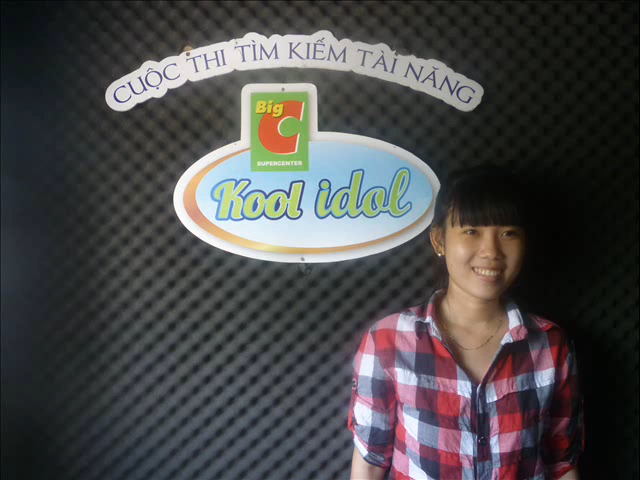 CUỘC THI TÌM KIẾM TÀI NĂNG
Big
C
SUPERCENTER
Kool idol